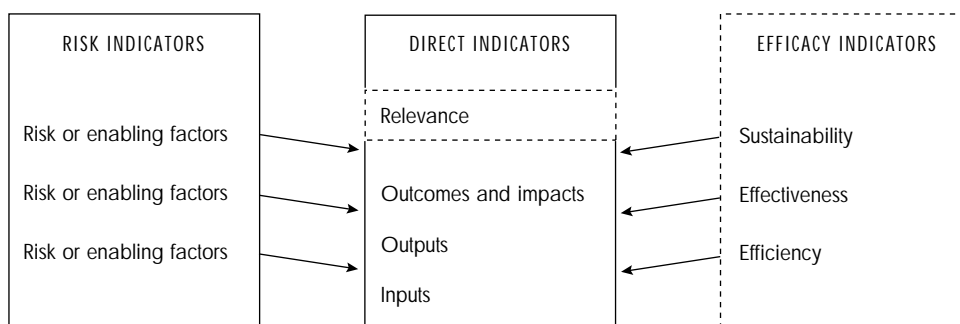 RISK INDICATORS
Risk or enabling factors
Risk or enabling factors
Risk or enabling factors
DIRECT INDICATORS
Relevance
Outcomes and impacts
Outputs
Inputs
EFFICACY INDICATORS
Sustainability
Effectiveness
Efficiency